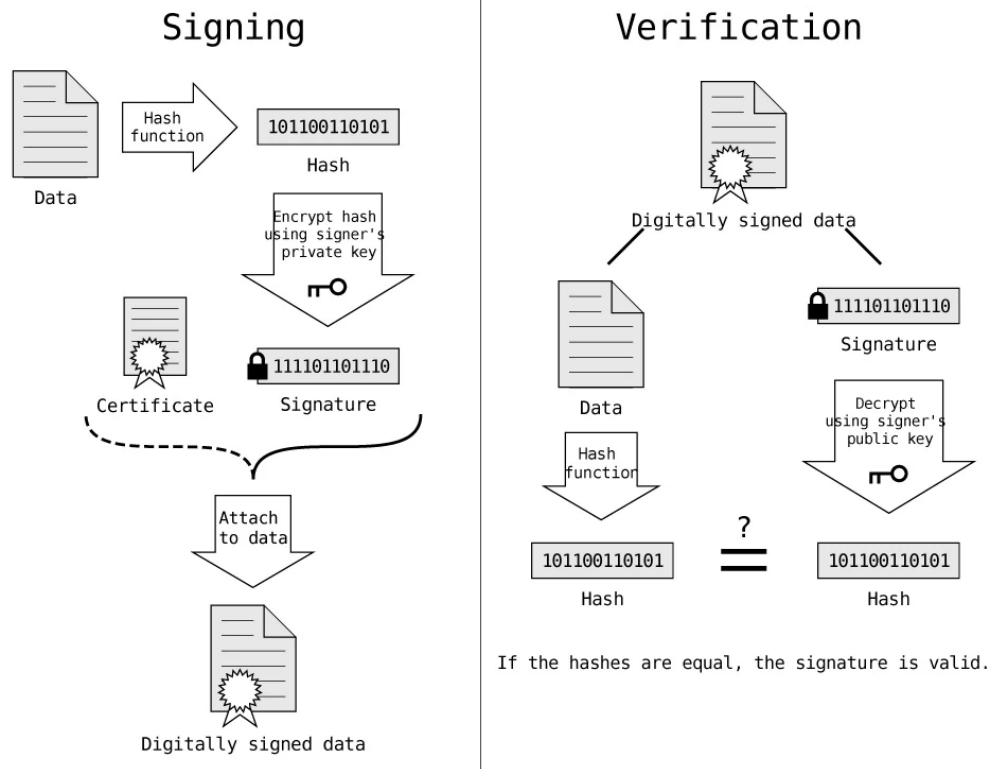 Signing
Hash
function
101100110101
Hash
Data
Encrypt hash
using signer's
private key
111101101110
Certificate
Signature
Attach
to data
Digitally signed data
Verification
Digitally signed data
111101101110
Signature
Data
Decrypt
using signer's
public key
Hash
function
?
=
101100110101
101100110101
Hash
Hash
If the hashes are equal, the signature is valid.